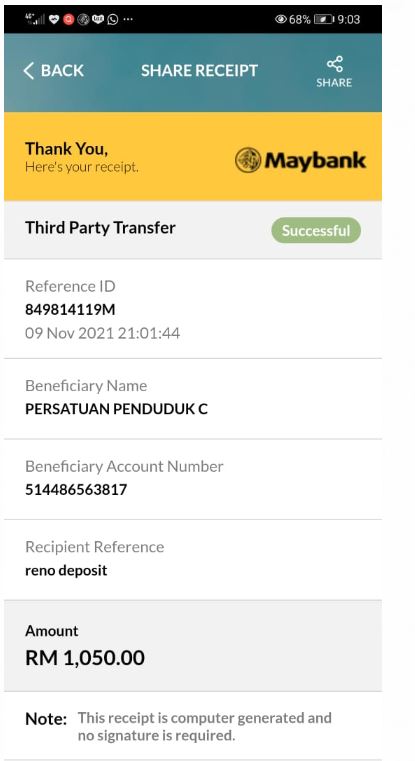 68% 9:03
BACK SHARE RECEIPT
SHARE
Thank You,
Here's your receipt.
Maybank
Third Party Transfer Successful
Reference ID
849814119M
09 Nov 2021 21:01:44
Beneficiary Name
PERSATUAN PENDUDUK C
Beneficiary Account Number
514486563817
Recipient Reference
reno deposit
Amount
RM 1,050.00
Note: This receipt is computer generated and
no signature is required.